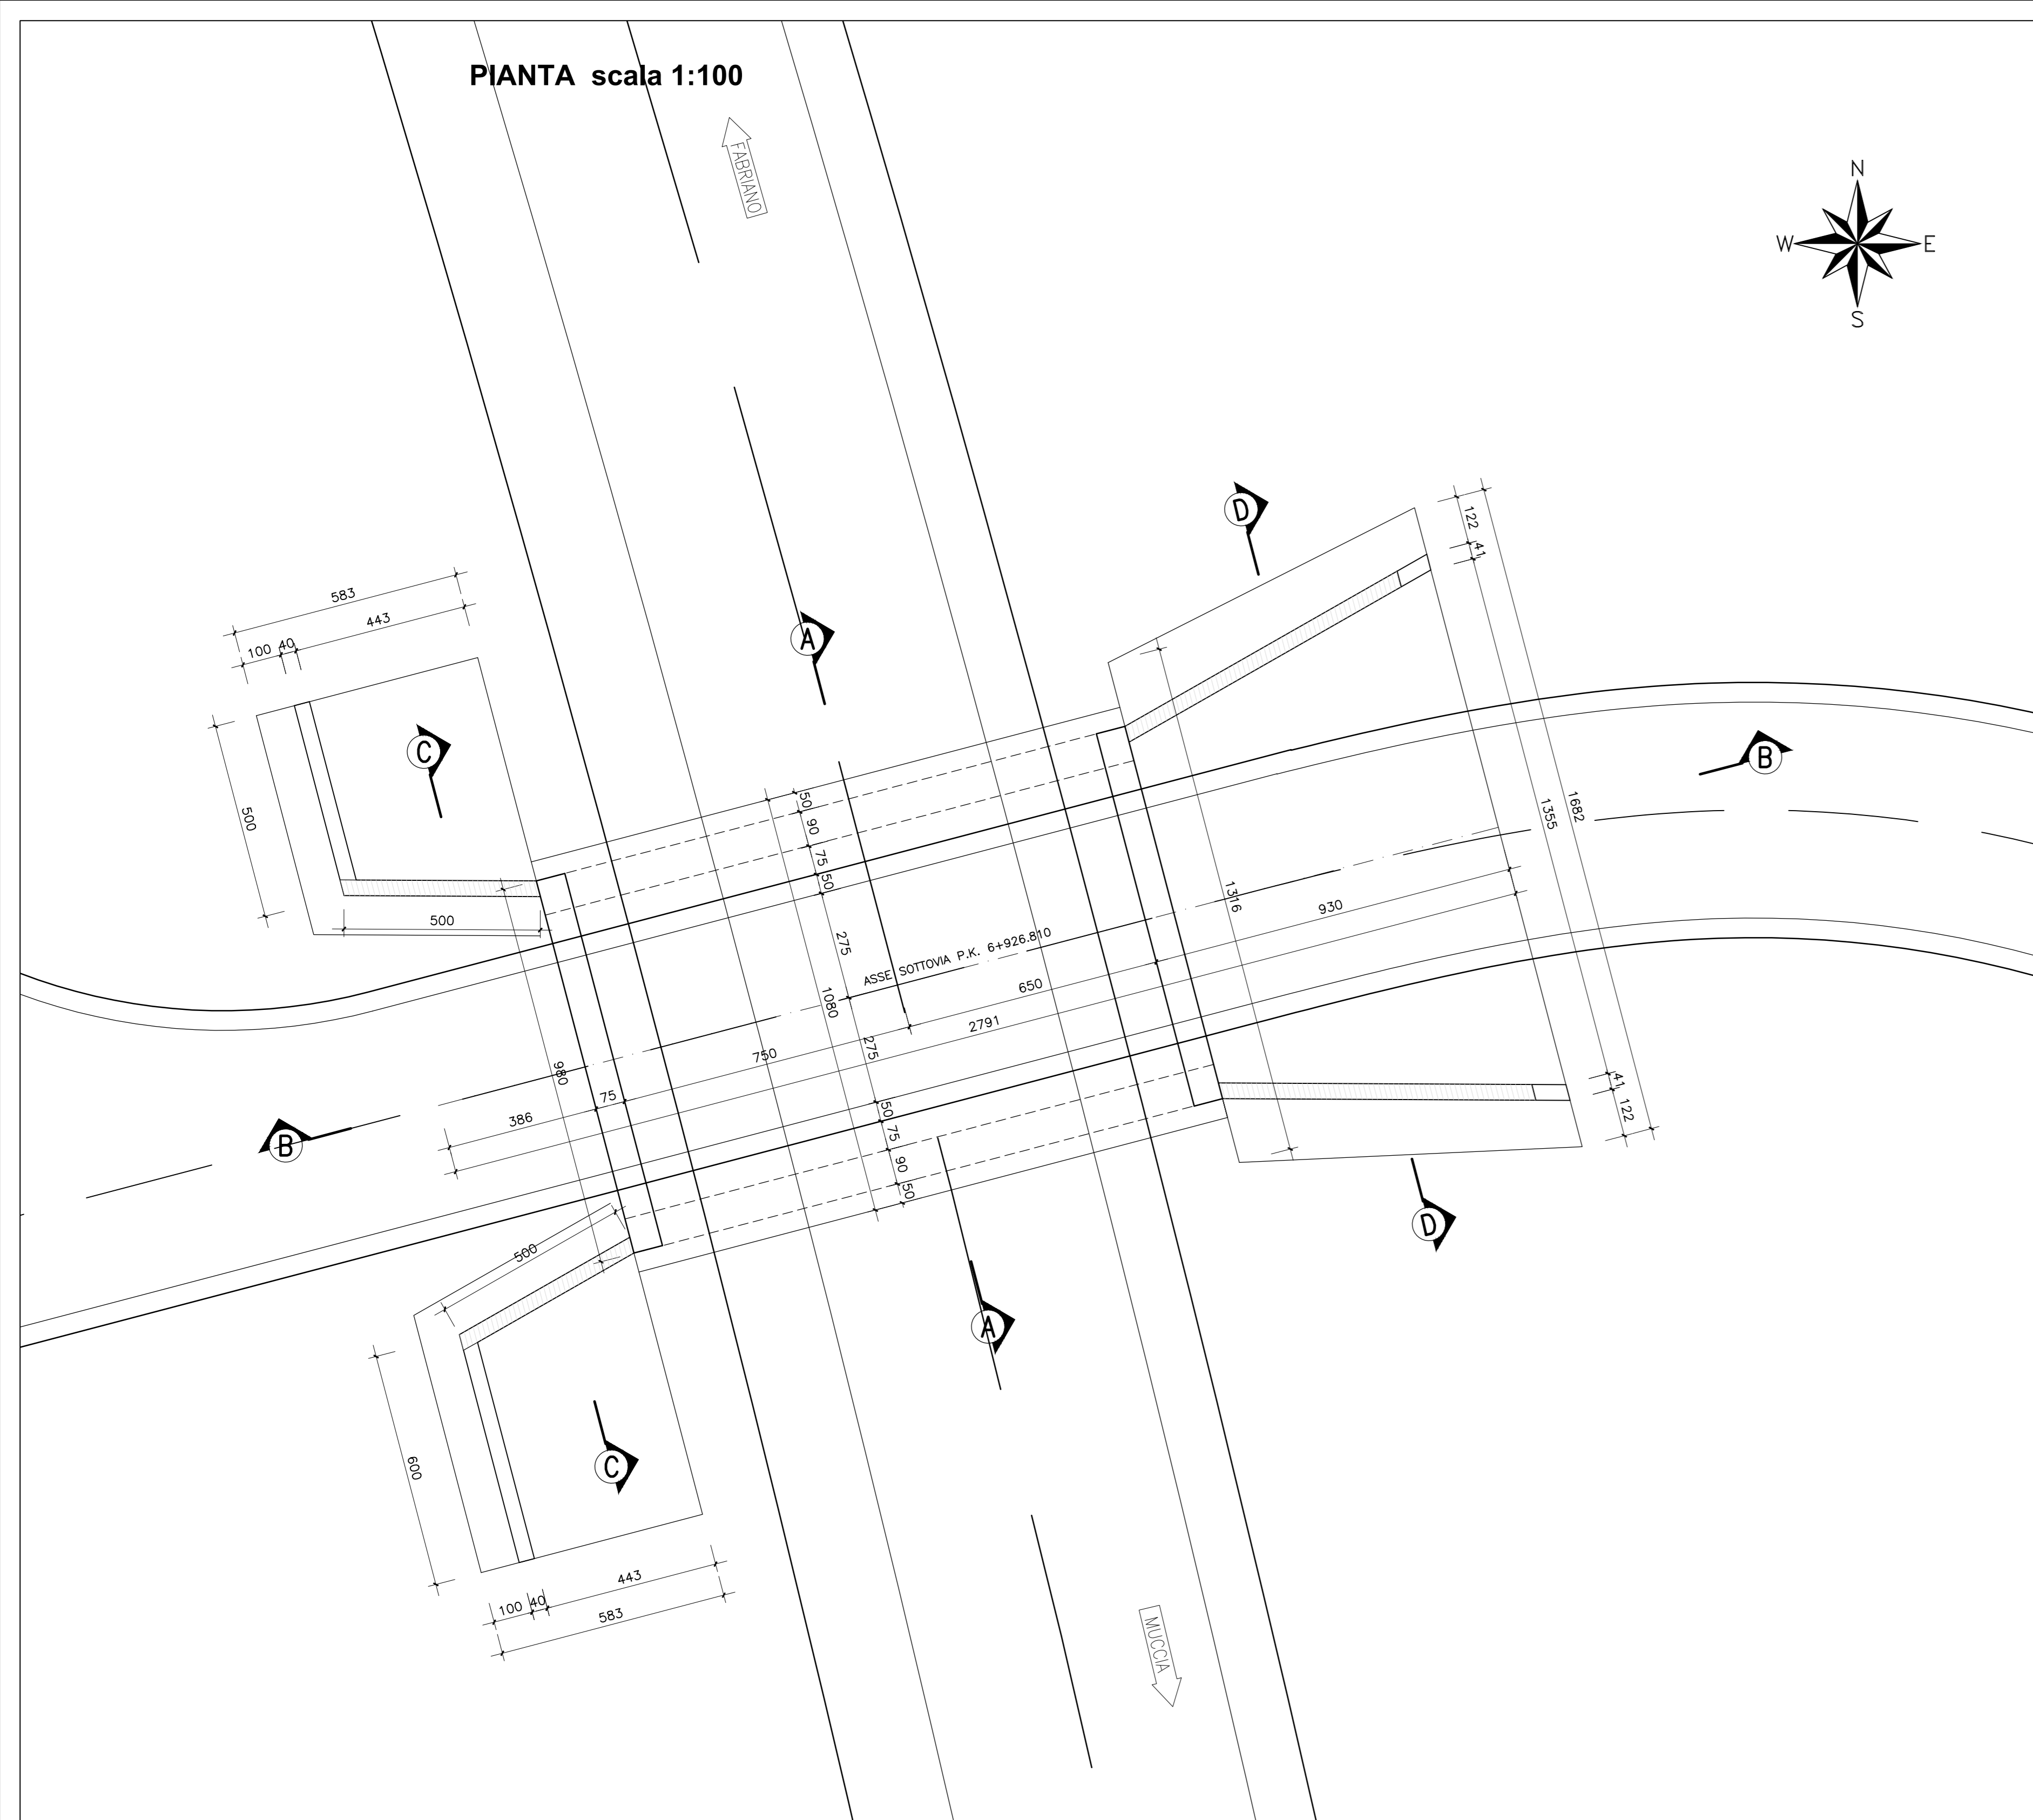 PIANTA scala 1:100
FABRIANO
N
W
E
S
D
122
41
583
443
100
40
A
C
500
500
50
90
75
50
275
1080
275
50
75
90
50
B
1682
1355
1316
930
ASSE SOTTOVIA P.K. 6+926.810
650
2791
750
980
75
386
B
41
122
D
500
A
600
C
443
100
40
583
MUCCIA